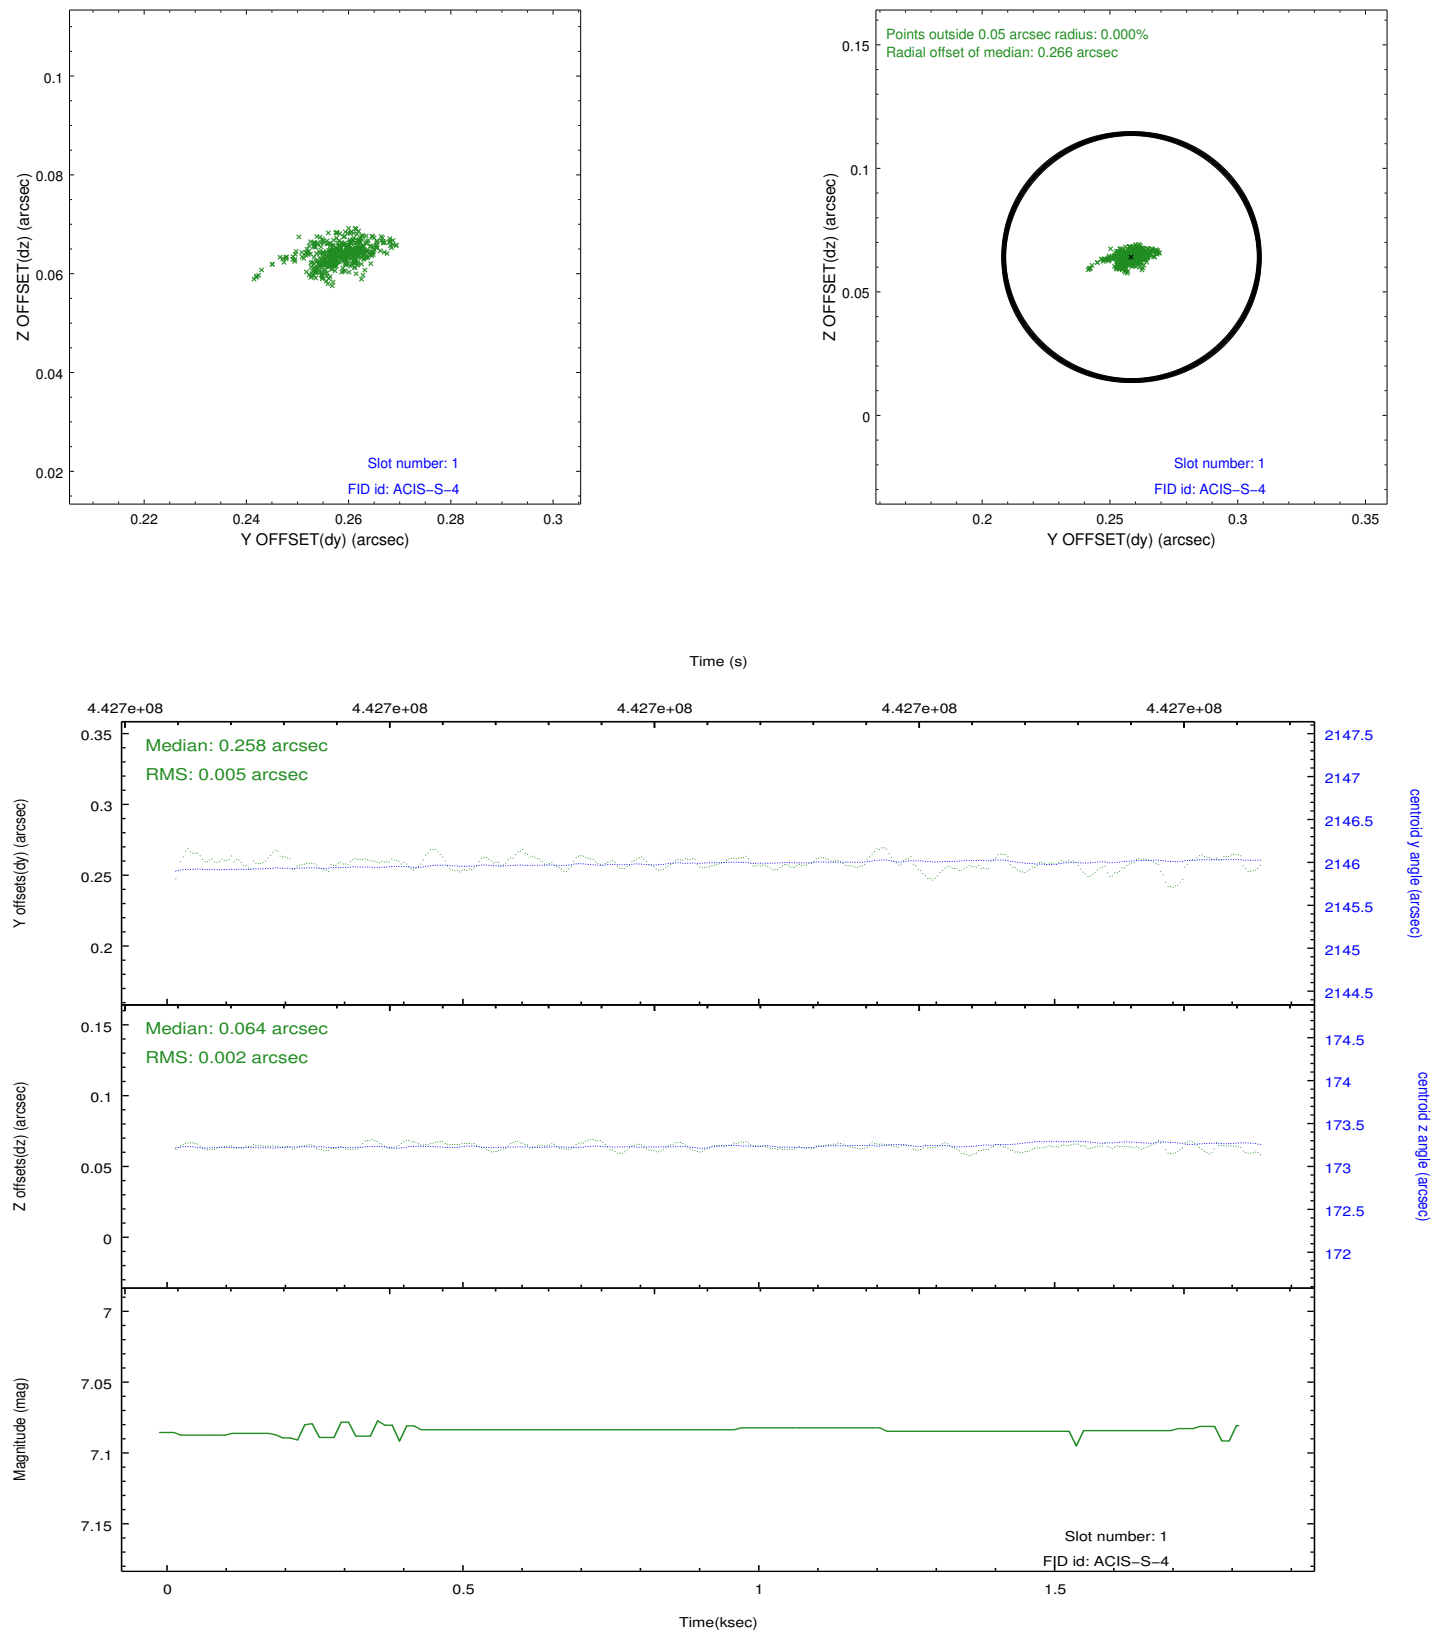 0.1
0.08
0.06
0.04
0.02
Z OFFSET(dz) (arcsec)
Slot number: 1
FID id: ACIS−S−4
0.22 0.24 0.26 0.28 0.3
Y OFFSET(dy) (arcsec)
Points outside 0.05 arcsec radius: 0.000%
Radial offset of median: 0.266 arcsec
0.15
0.1
0.05
0
Z OFFSET(dz) (arcsec)
Slot number: 1
FID id: ACIS−S−4
0.2 0.25 0.3 0.35
Y OFFSET(dy) (arcsec)
Time (s)
4.427e+08 4.427e+08 4.427e+08 4.427e+08 4.427e+08
Median: 0.258 arcsec
RMS: 0.005 arcsec
0.35
0.3
0.25
0.2
Y offsets(dy) (arcsec)
2147.5
2147
2146.5
2146
2145.5
2145
2144.5
centroid y angle (arcsec)
Median: 0.064 arcsec
RMS: 0.002 arcsec
0.15
0.1
0.05
0
Z offsets(dz) (arcsec)
174.5
174
173.5
173
172.5
172
centroid z angle (arcsec)
7
7.05
7.1
7.15
Magnitude (mag)
Slot number: 1
FID id: ACIS−S−4
0 0.5 1 1.5
Time(ksec)